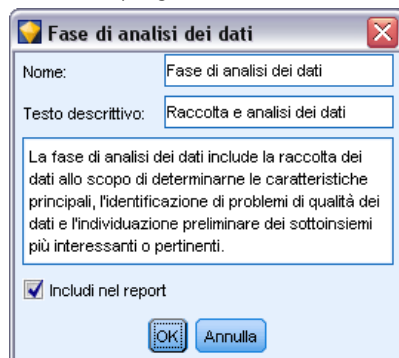 Fase di analisi dei dati
Nome: Fase di analisi dei dati
Testo descrittivo: Raccolta e analisi dei dati
La fase di analisi dei dati include la raccolta dei
dati allo scopo di determinarne le caratteristiche
principali, l'identificazione di problemi di qualità dei
dati e l'individuazione preliminare dei sottoinsiemi
più interessanti o pertinenti.
Includi nel report
OK Annulla